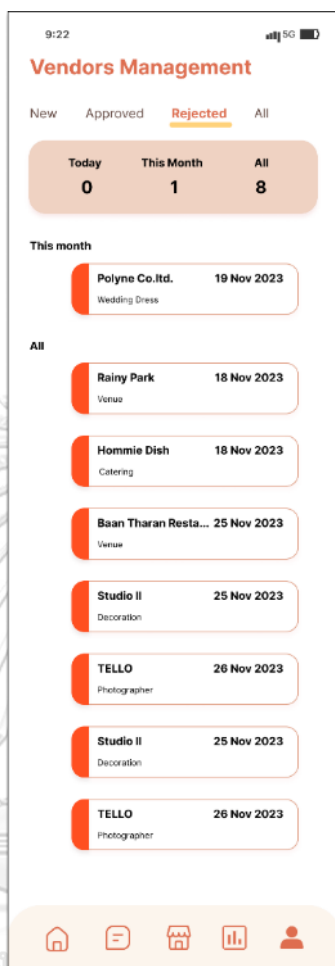 9:22 5G
Vendors Management
New Approved Rejected All
Today This Month All
0 1 8
This month
Polyne Co.ltd. 19 Nov 2023
Wedding Dress
All
Rainy Park 18 Nov 2023
Venue
Hommie Dish 18 Nov 2023
Catering
Baan Tharan Resta... 25 Nov 2023
Venue
Studio II 25 Nov 2023
Decoration
TELLO 26 Nov 2023
Photographer
Studio II 25 Nov 2023
Decoration
TELLO 26 Nov 2023
Photographer